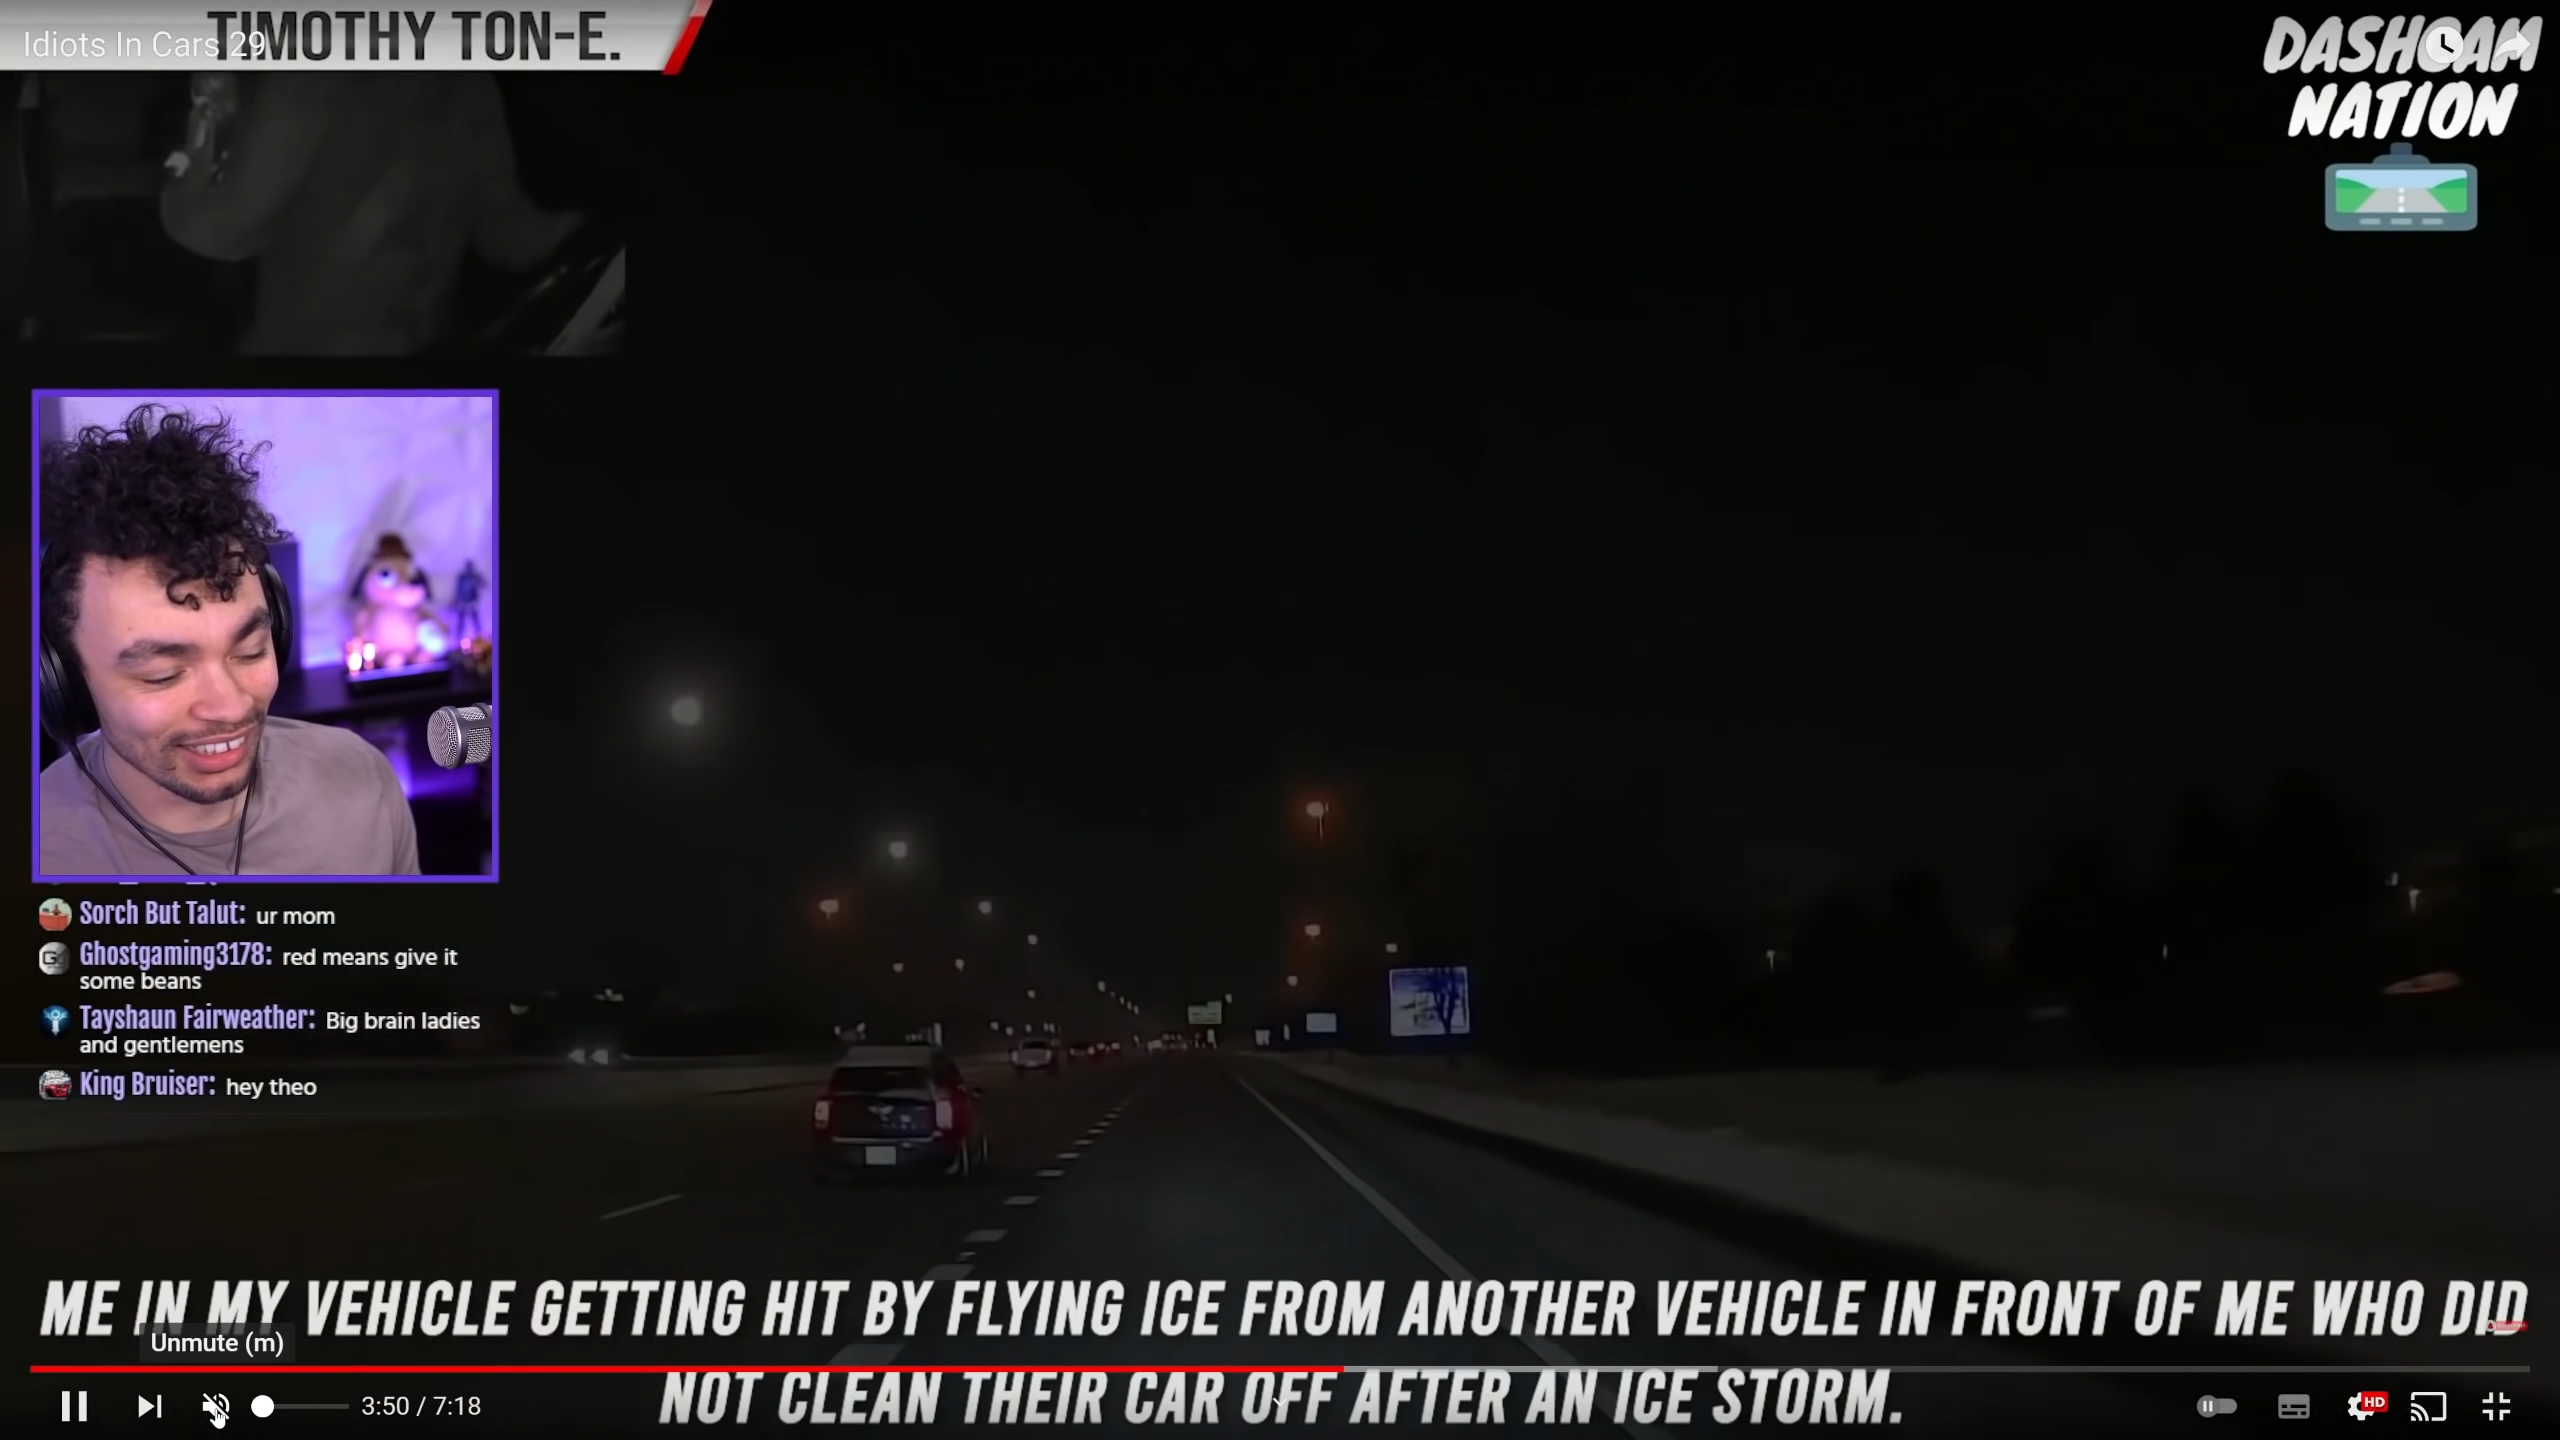 TIMOTHY TON-E.
Idiots In Cars 29
DASHCAM
NATION
Sorch But Talut: ur mom
Ghostgaming3178: red means give it
some beans
Tayshaun Fairweather: Big brain ladies
and gentlemens
King Bruiser: hey theo
ME IN MY VEHICLE GETTING HIT BY FLYING ICE FROM ANOTHER VEHICLE IN FRONT OF ME WHO DID
NOT CLEAN THEIR CAR OFF AFTER AN ICE STORM.
Unmute (m)
3:50 / 7:18
HD